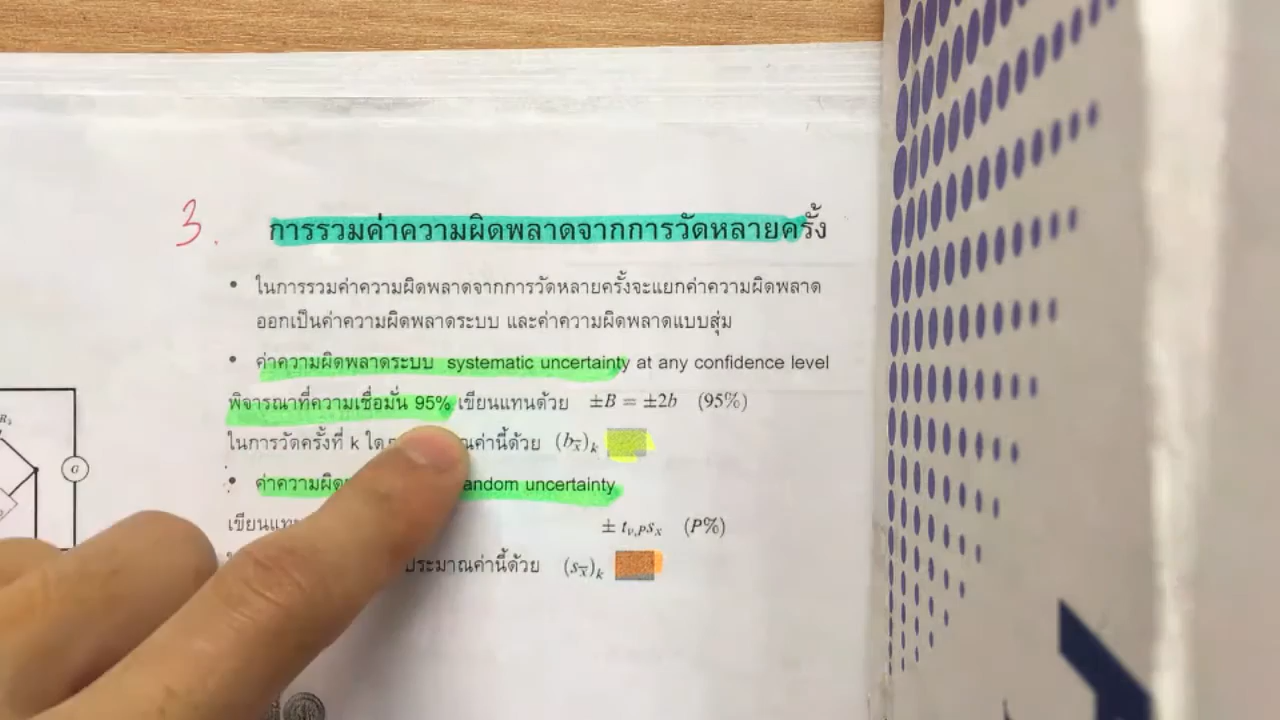 3.
การรวมค่าความผิดพลาดจากการวัดหลายครั้ง
• ในการรวมค่าความผิดพลาดจากการวัดหลายครั้งจะแยกค่าความผิดพลาด
ออกเป็นค่าความผิดพลาดระบบ และค่าความผิดพลาดแบบสุ่ม
• ค่าความผิดพลาดระบบ systematic uncertainty at any confidence level
พิจารณาที่ความเชื่อมั่น 95% เขียนแทนด้วย ±B = ±2b (95%)
ในการวัดครั้งที่ k ใด ค่านี้ด้วย (b_x̄)_k
• ค่าความผิด andom uncertainty
เขียนแทน ± t_ν,P s_x̄ (P%)
ประมาณค่านี้ด้วย (s_x̄)_k
G